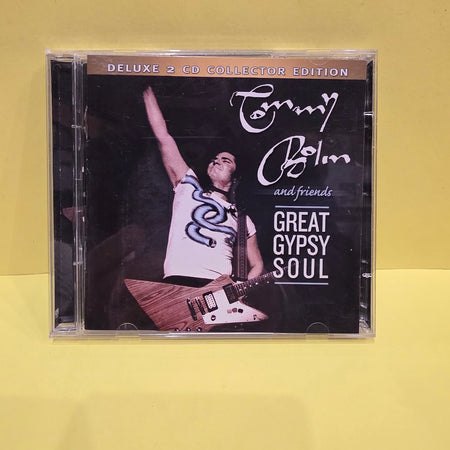 DELUXE 2 CD COLLECTOR EDITION
Tommy
Bolin
and friends
GREAT
GYPSY
SOUL